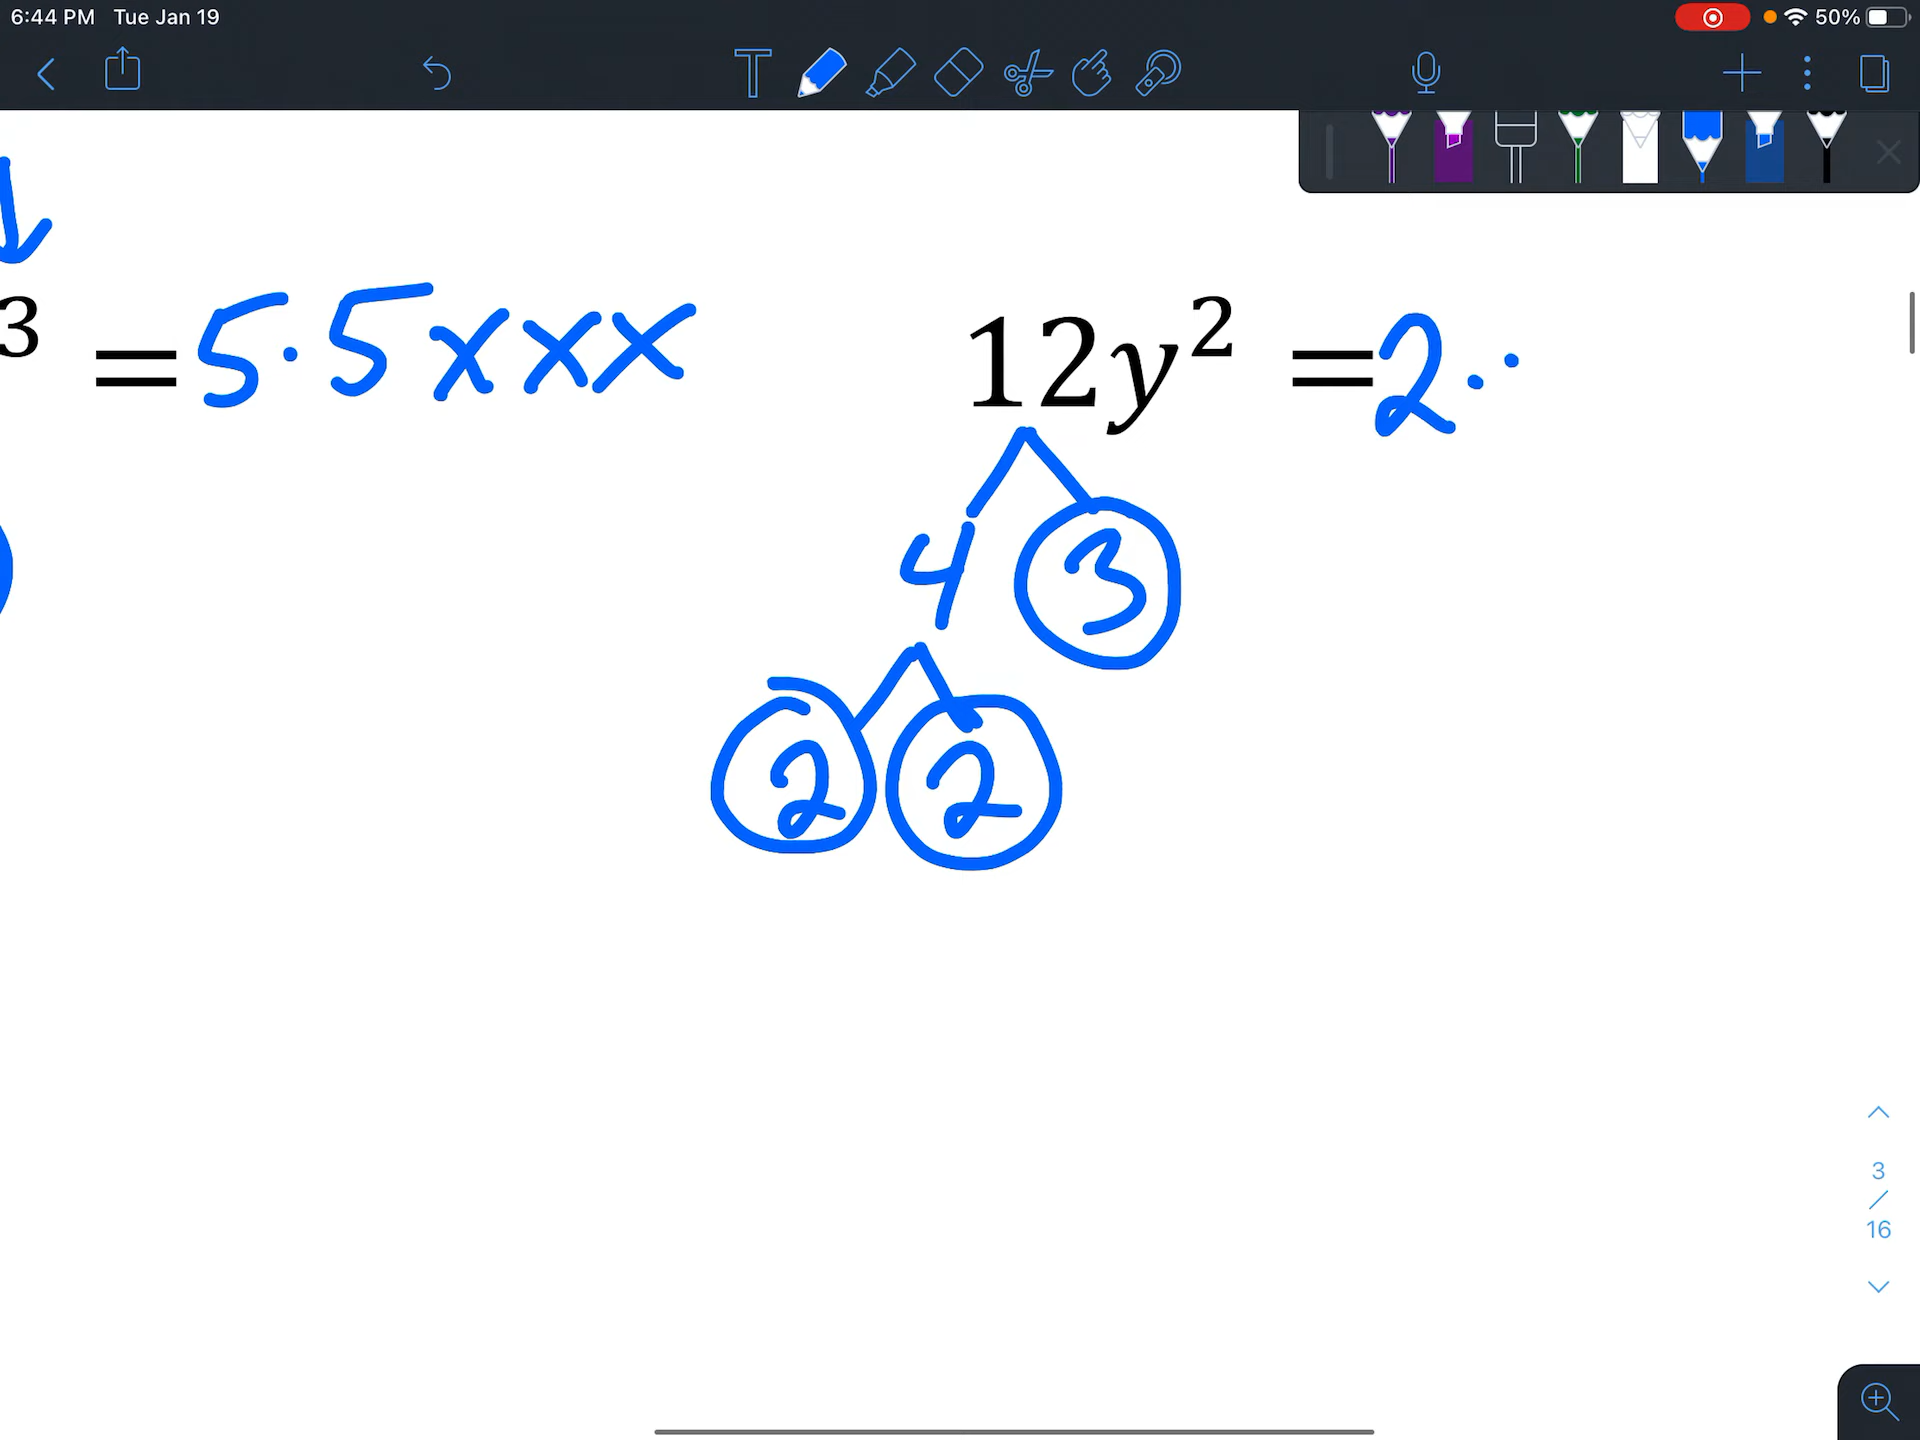 6:44 PM Tue Jan 19 50%
3 = 5·5xxx 12y² = 2·
4 3
2 2
3
/
16